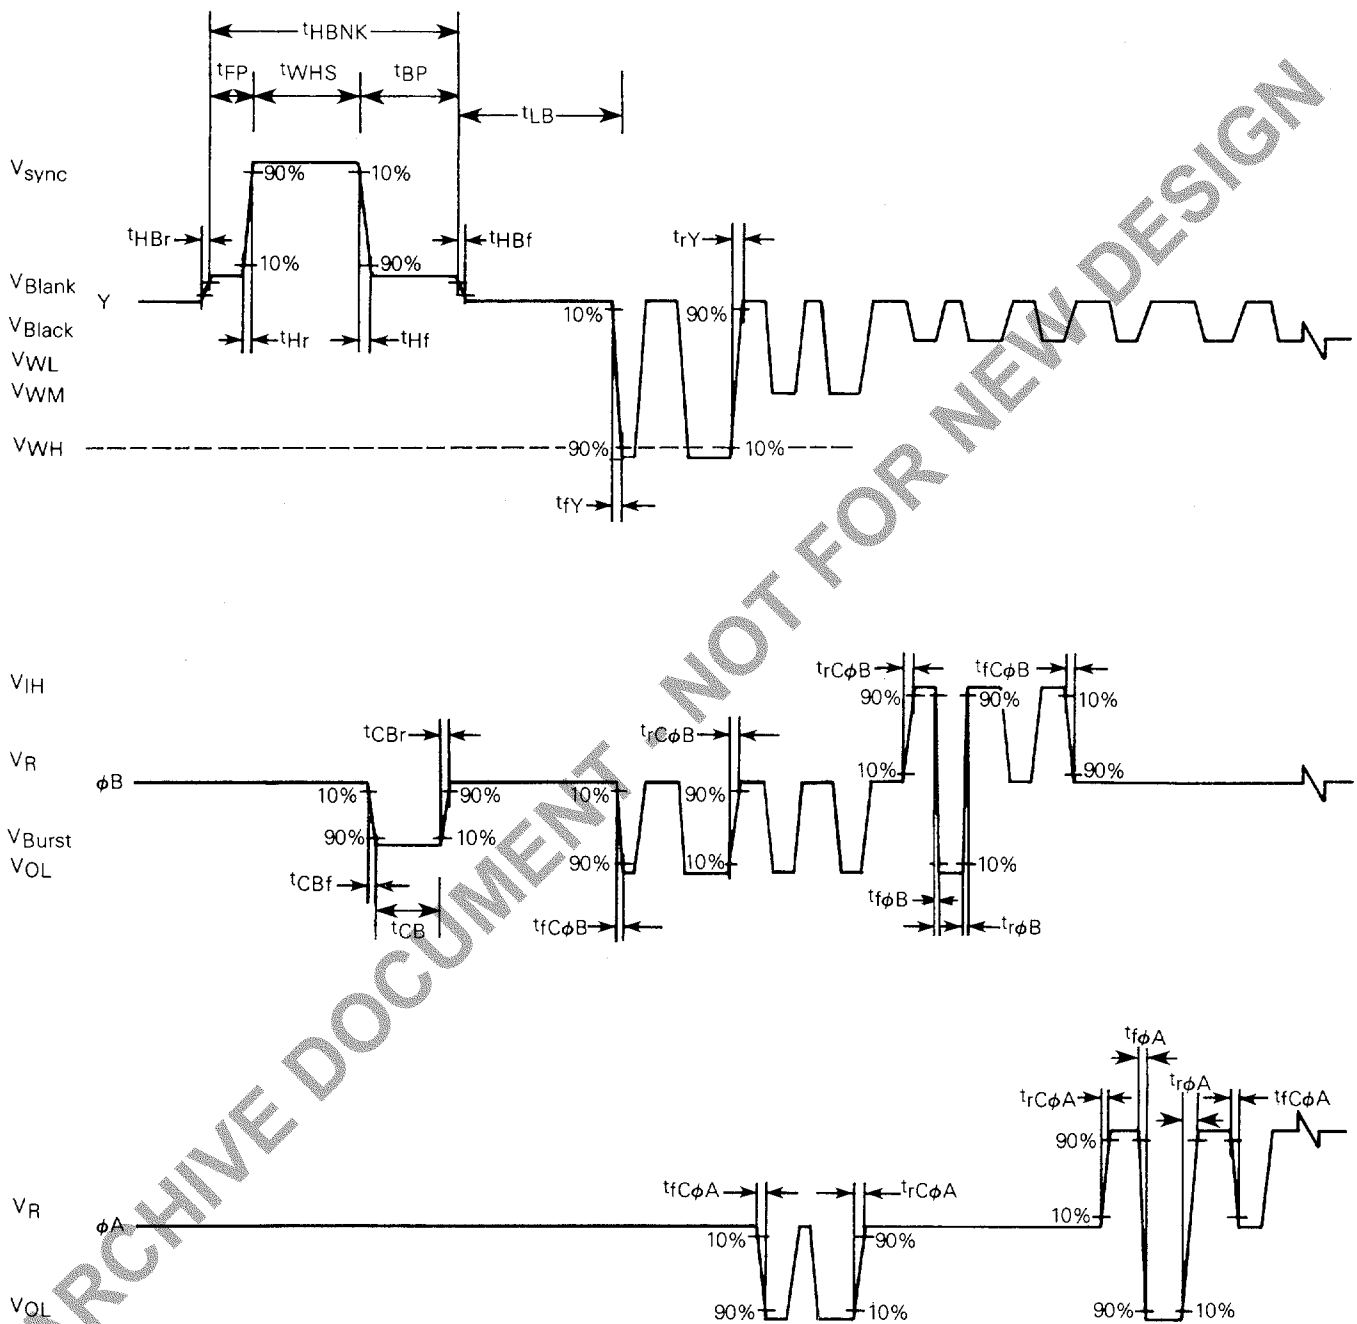 tHBNK
tFP tWHS tBP
tLB
Vsync
90% 10%
tHBr tHBf trY
10% 90%
VBlank
Y
10% 90%
VBlack
tHr tHf
VWL
VWM
VWH
90% 10%
tfY
trCϕB tfCϕB
VIH
90% 90% 10%
tCBr trCϕB
VR
10% 90%
ϕB
10% 90% 10% 90%
VBurst
90% 10%
VOL
90% 10% 10%
tCBf
tfϕB
tCB tfCϕB trϕB
tfϕA
trCϕA trϕA tfCϕA
90%
tfCϕA trCϕA
VR
10%
ϕA
10% 90%
VOL
90% 10% 90% 10%
ARCHIVE DOCUMENT - NOT FOR NEW DESIGN